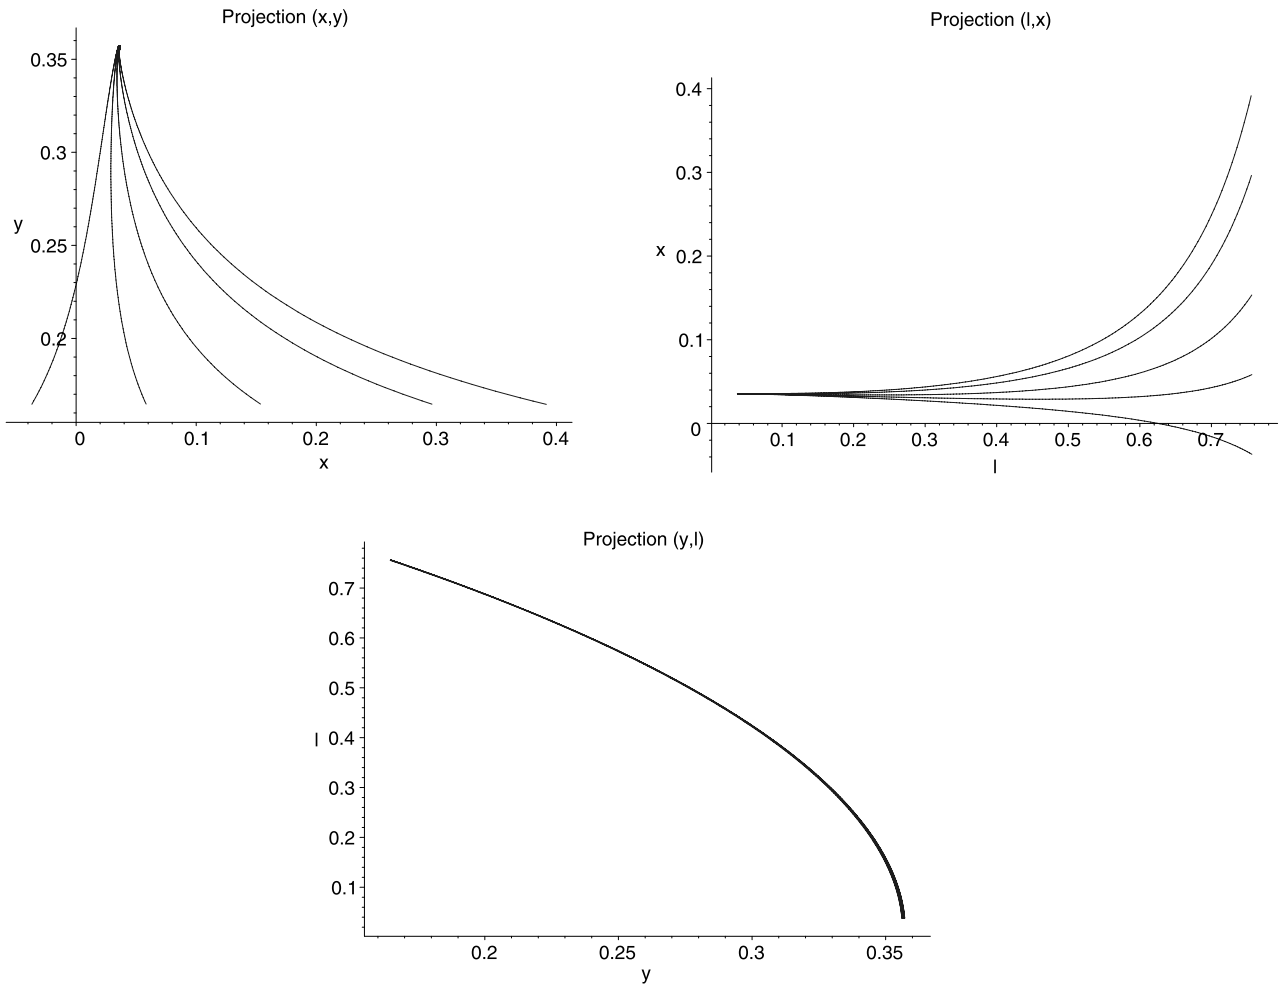 Projection (x,y)
0.35
0.3
y
0.25
0.2
0 0.1 0.2 0.3 0.4
x
Projection (l,x)
0.4
0.3
x
0.2
0.1
0
0.1 0.2 0.3 0.4 0.5 0.6 0.7
l
Projection (y,l)
0.7
0.6
0.5
l
0.4
0.3
0.2
0.1
0.2 0.25 0.3 0.35
y